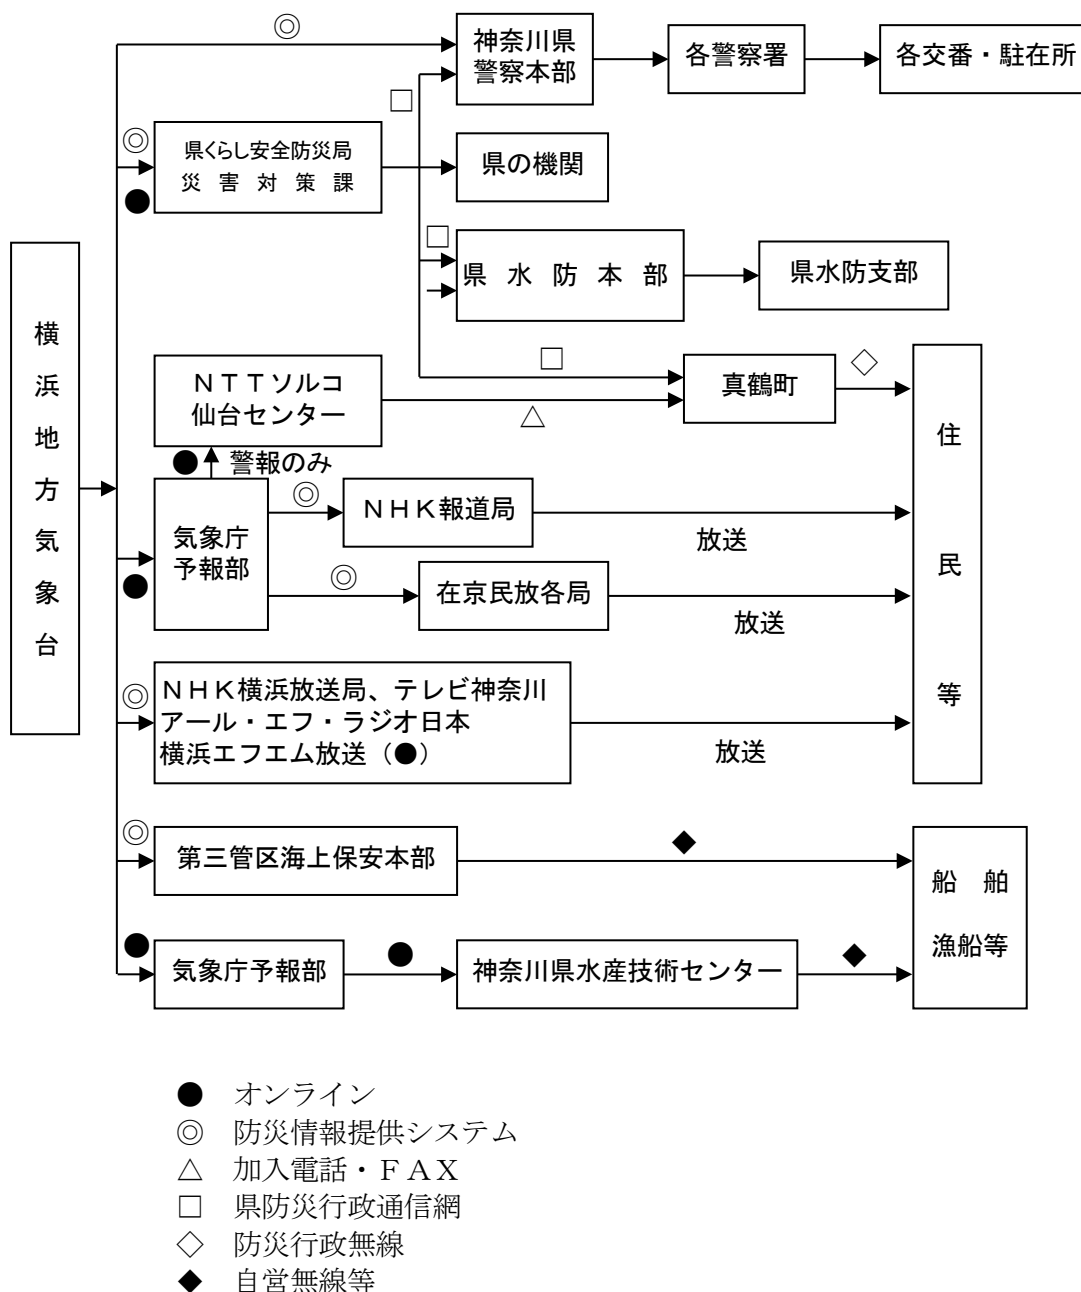 ◎
神奈川県
警察本部
各警察署
各交番・駐在所
□
◎
県くらし安全防災局
災害対策課
●
県の機関
□
県水防本部
県水防支部
横浜地方気象台
NTTソルコ
仙台センター
□
△
真鶴町
◇
住民等
●
警報のみ
気象庁
予報部
●
◎
NHK報道局
放送
◎
在京民放各局
放送
◎
NHK横浜放送局、テレビ神奈川
アール・エフ・ラジオ日本
横浜エフエム放送(●)
放送
◎
第三管区海上保安本部
◆
船舶
漁船等
●
気象庁予報部
●
神奈川県水産技術センター
◆
● オンライン
◎ 防災情報提供システム
△ 加入電話・FAX
□ 県防災行政通信網
◇ 防災行政無線
◆ 自営無線等